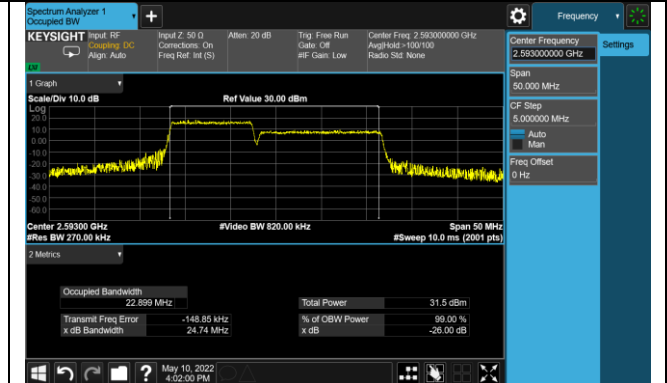 Spectrum Analyzer 1
Occupied BW
Frequency
KEYSIGHT
Input: RF
Coupling: DC
Align: Auto
Input Z: 50 Ω
Corrections: On
Freq Ref: Int (S)
Atten: 20 dB
Trig: Free Run
Gate: Off
#IF Gain: Low
Center Freq: 2.593000000 GHz
Avg|Hold:>100/100
Radio Std: None
Center Frequency
2.593000000 GHz
Settings
Span
50.000 MHz
CF Step
5.000000 MHz
Auto
Man
Freq Offset
0 Hz
1 Graph
Scale/Div 10.0 dB
Ref Value 30.00 dBm
Log
20.0
10.0
0.00
-10.0
-20.0
-30.0
-40.0
-50.0
-60.0
Center 2.59300 GHz
#Video BW 820.00 kHz
Span 50 MHz
#Res BW 270.00 kHz
#Sweep 10.0 ms (2001 pts)
2 Metrics
Occupied Bandwidth
22.899 MHz
Total Power
31.5 dBm
Transmit Freq Error
-148.85 kHz
% of OBW Power
99.00 %
x dB Bandwidth
24.74 MHz
x dB
-26.00 dB
?
May 10, 2022
4:02:00 PM